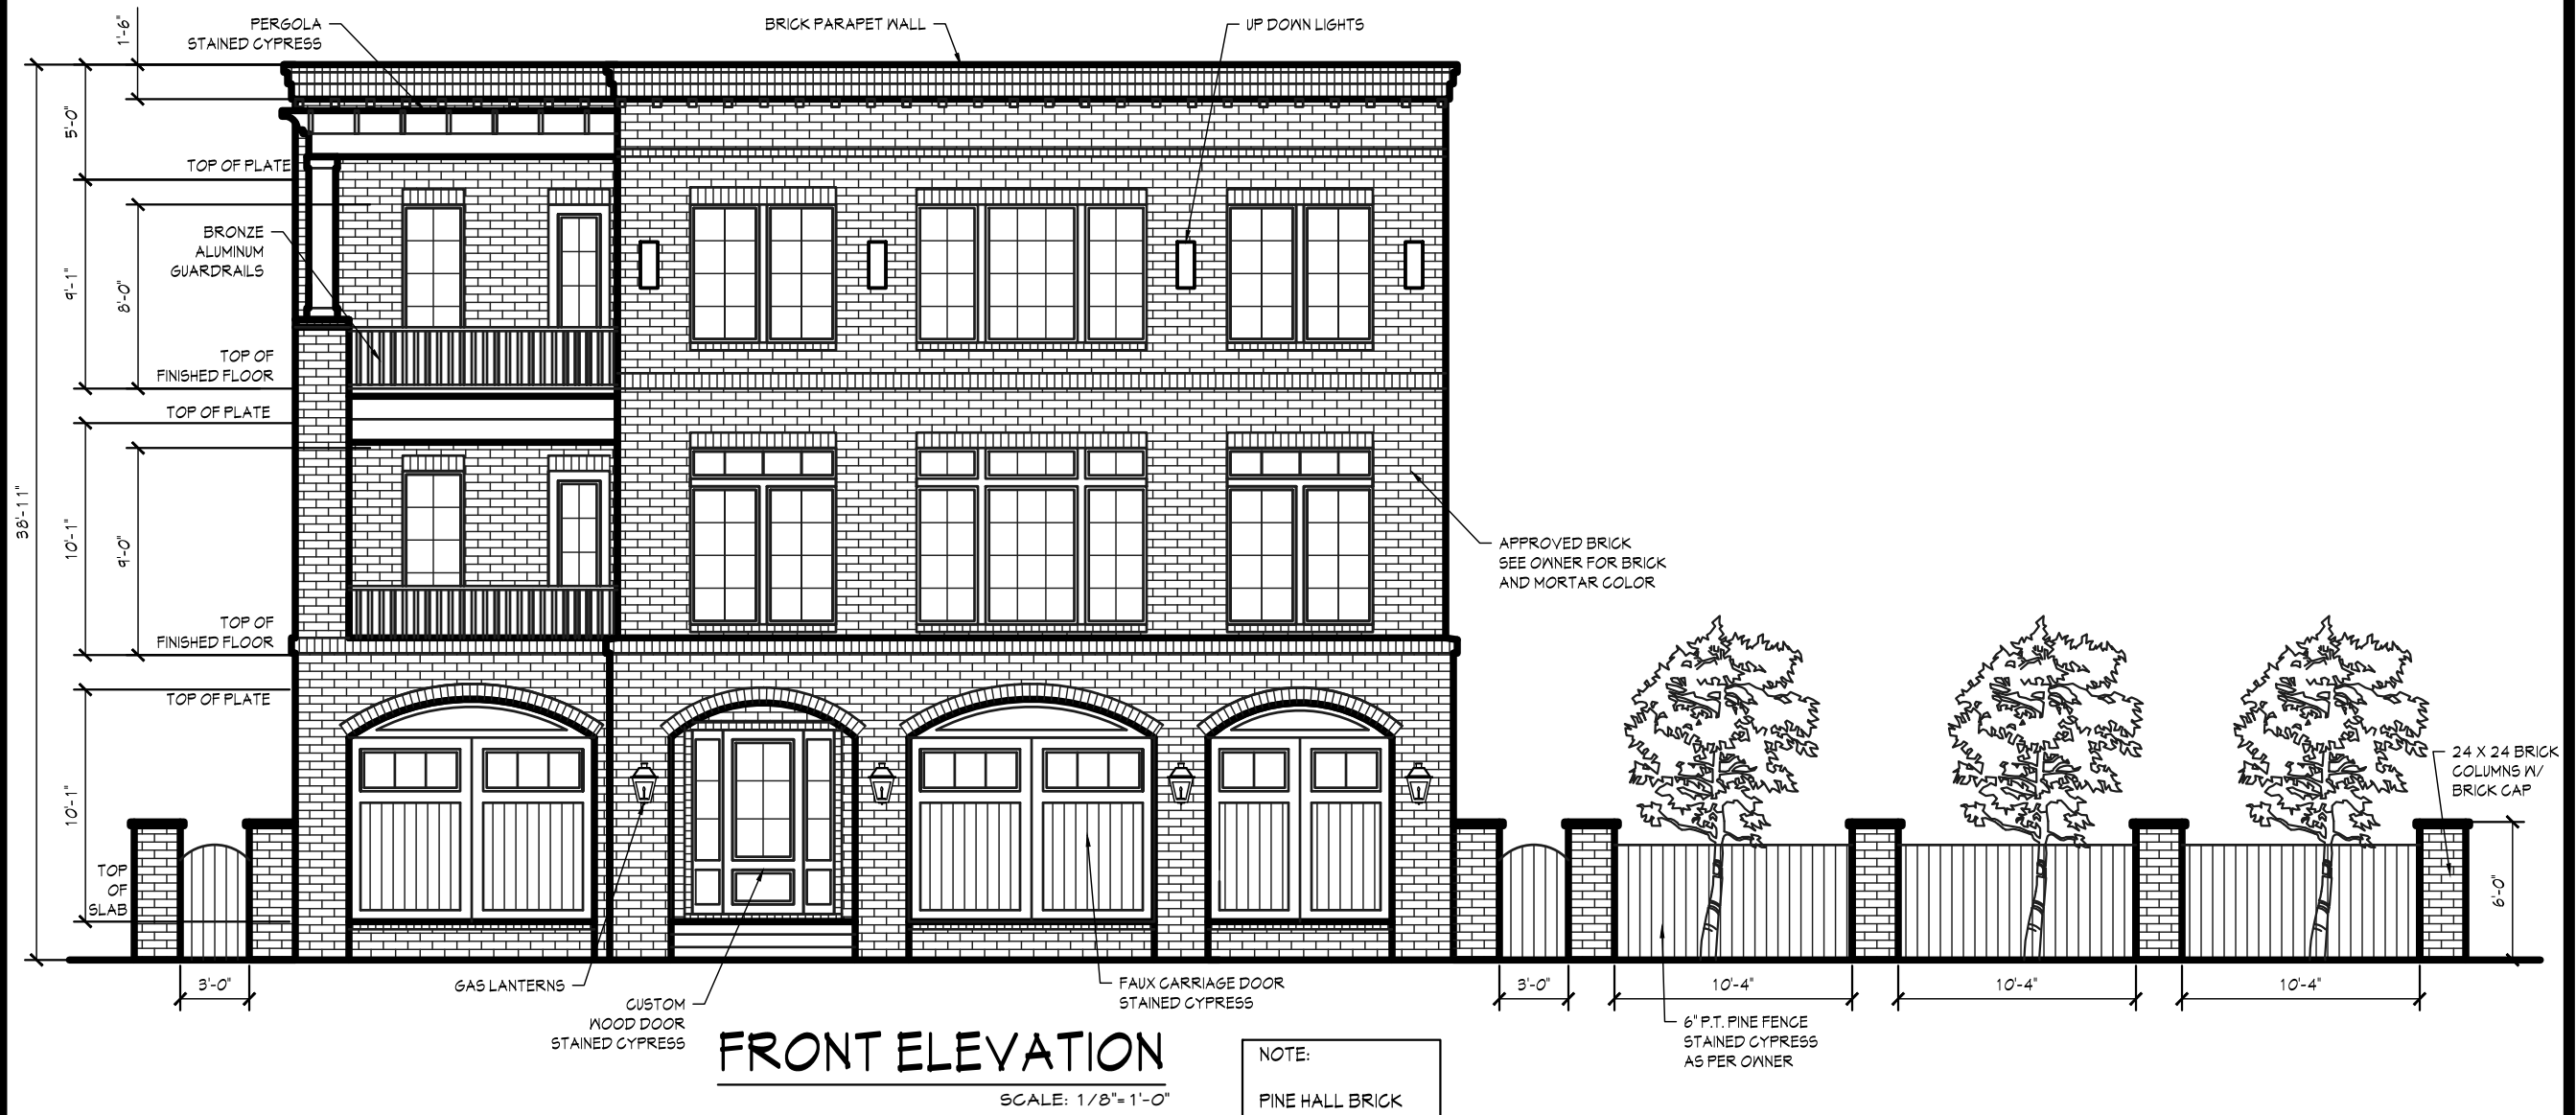 1'-6"
PERGOLA
STAINED CYPRESS
BRICK PARAPET WALL
UP DOWN LIGHTS
5'-0"
TOP OF PLATE
BRONZE
ALUMINUM
GUARDRAILS
9'-1"
8'-0"
TOP OF
FINISHED FLOOR
TOP OF PLATE
38'-11"
10'-1"
9'-0"
APPROVED BRICK
SEE OWNER FOR BRICK
AND MORTAR COLOR
TOP OF
FINISHED FLOOR
TOP OF PLATE
10'-1"
24 X 24 BRICK
COLUMNS W/
BRICK CAP
TOP
OF
SLAB
6'-0"
3'-0"
GAS LANTERNS
CUSTOM
WOOD DOOR
STAINED CYPRESS
FAUX CARRIAGE DOOR
STAINED CYPRESS
3'-0"
10'-4"
10'-4"
10'-4"
6" P.T. PINE FENCE
STAINED CYPRESS
AS PER OWNER
FRONT ELEVATION
SCALE: 1/8"=1'-0"
NOTE:
PINE HALL BRICK